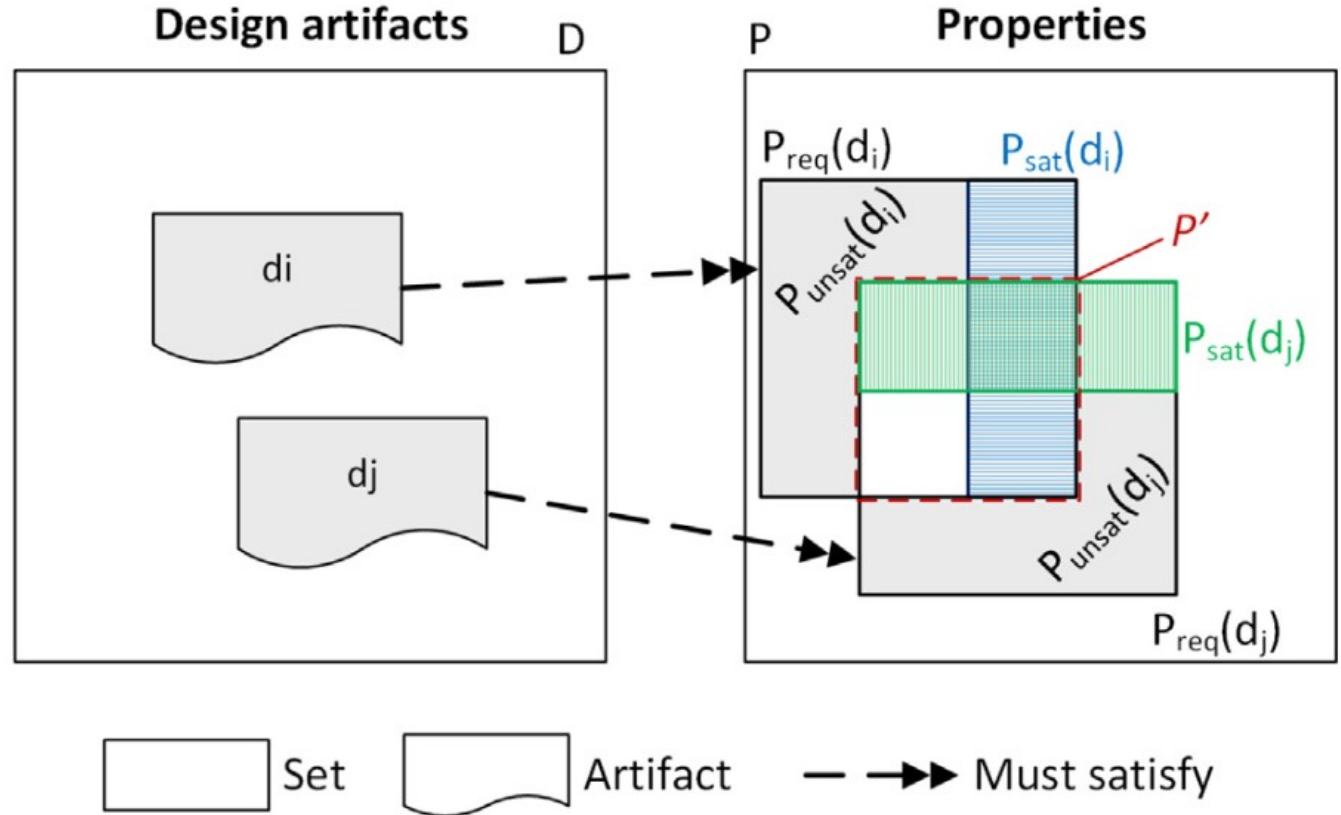 Design artifacts
D
P
Properties
di
dj
Preq(di)
Psat(di)
Punsat(di)
P'
Psat(dj)
Punsat(dj)
Preq(dj)
Set
Artifact
Must satisfy